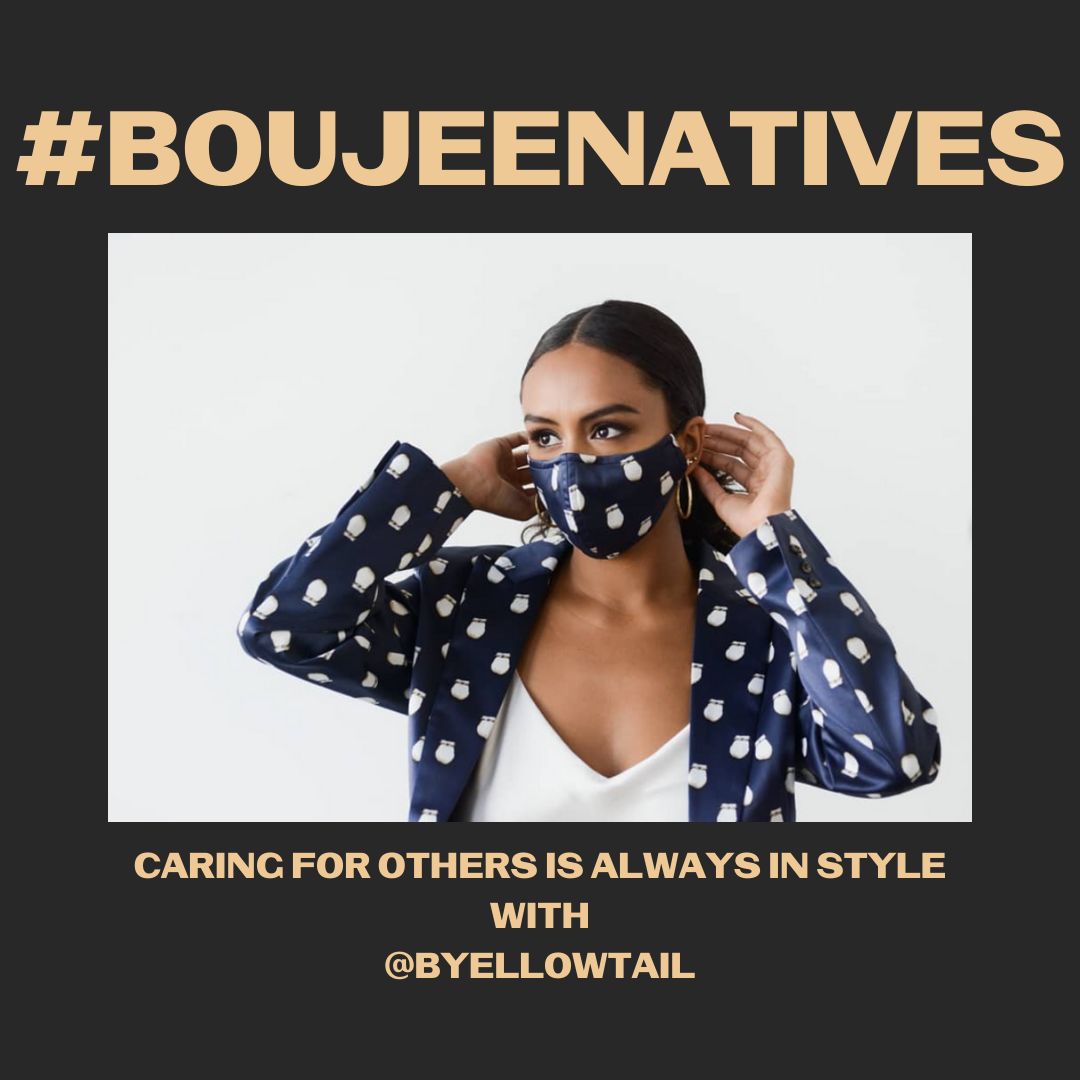 #BOUJEENATIVES
CARING FOR OTHERS IS ALWAYS IN STYLE
WITH
@BYELLOWTAIL